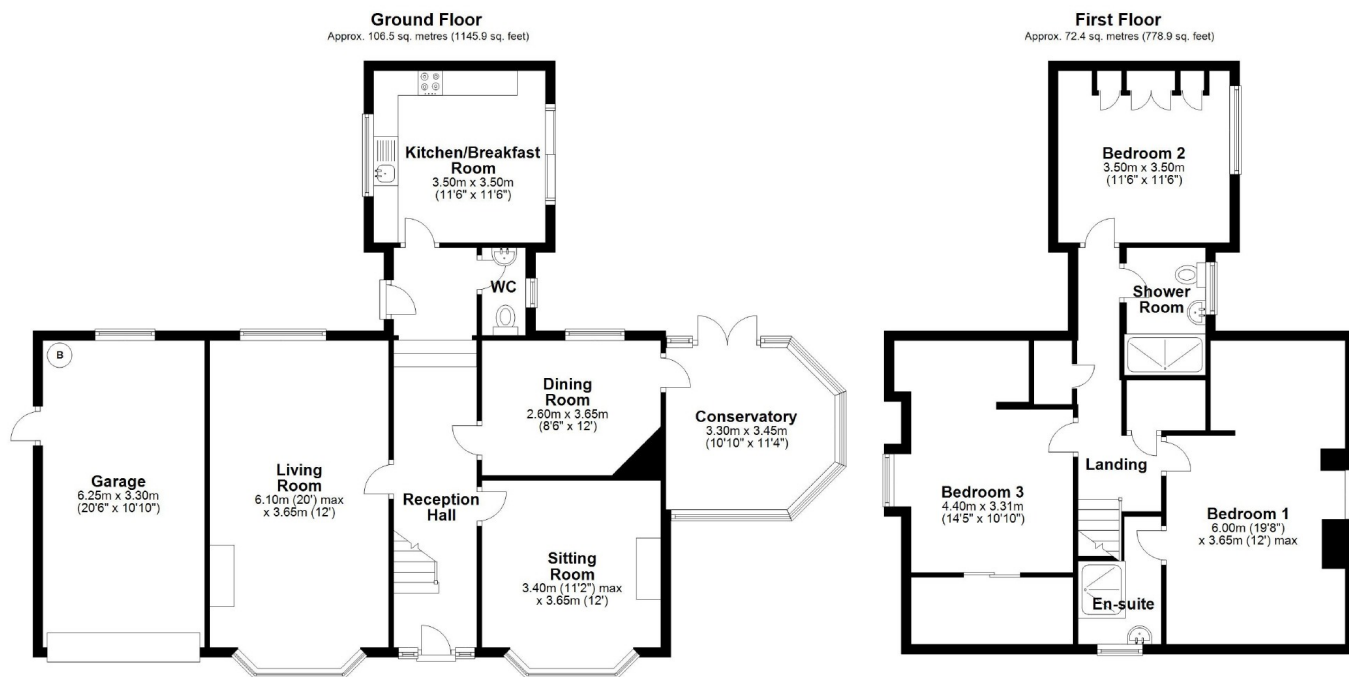 Ground Floor
Approx. 106.5 sq. metres (1145.9 sq. feet)
Kitchen/Breakfast
Room
3.50m x 3.50m
(11'6" x 11'6")
WC
B
Dining
Room
2.60m x 3.65m
(8'6" x 12')
Conservatory
3.30m x 3.45m
(10'10" x 11'4")
Garage
6.25m x 3.30m
(20'6" x 10'10")
Living
Room
6.10m (20') max
x 3.65m (12')
Reception
Hall
Sitting
Room
3.40m (11'2") max
x 3.65m (12')
First Floor
Approx. 72.4 sq. metres (778.9 sq. feet)
Bedroom 2
3.50m x 3.50m
(11'6" x 11'6")
Shower
Room
Landing
Bedroom 3
4.40m x 3.31m
(14'5" x 10'10")
Bedroom 1
6.00m (19'8")
x 3.65m (12') max
En-suite